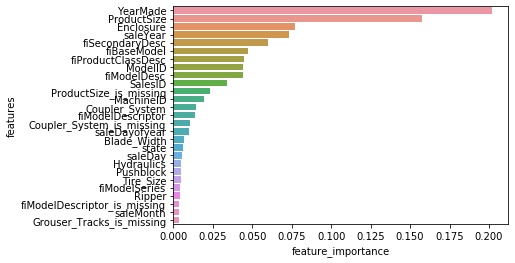 YearMade
ProductSize
Enclosure
saleYear
fiSecondaryDesc
fiBaseModel
fiProductClassDesc
ModelID
fiModelDesc
SalesID
ProductSize_is_missing
MachineID
Coupler_System
fiModelDescriptor
Coupler_System_is_missing
saleDayofyear
Blade_Width
state
saleDay
Hydraulics
Pushblock
Tire_Size
fiModelSeries
Ripper
fiModelDescriptor_is_missing
saleMonth
Grouser_Tracks_is_missing
features
0.000 0.025 0.050 0.075 0.100 0.125 0.150 0.175 0.200
feature_importance